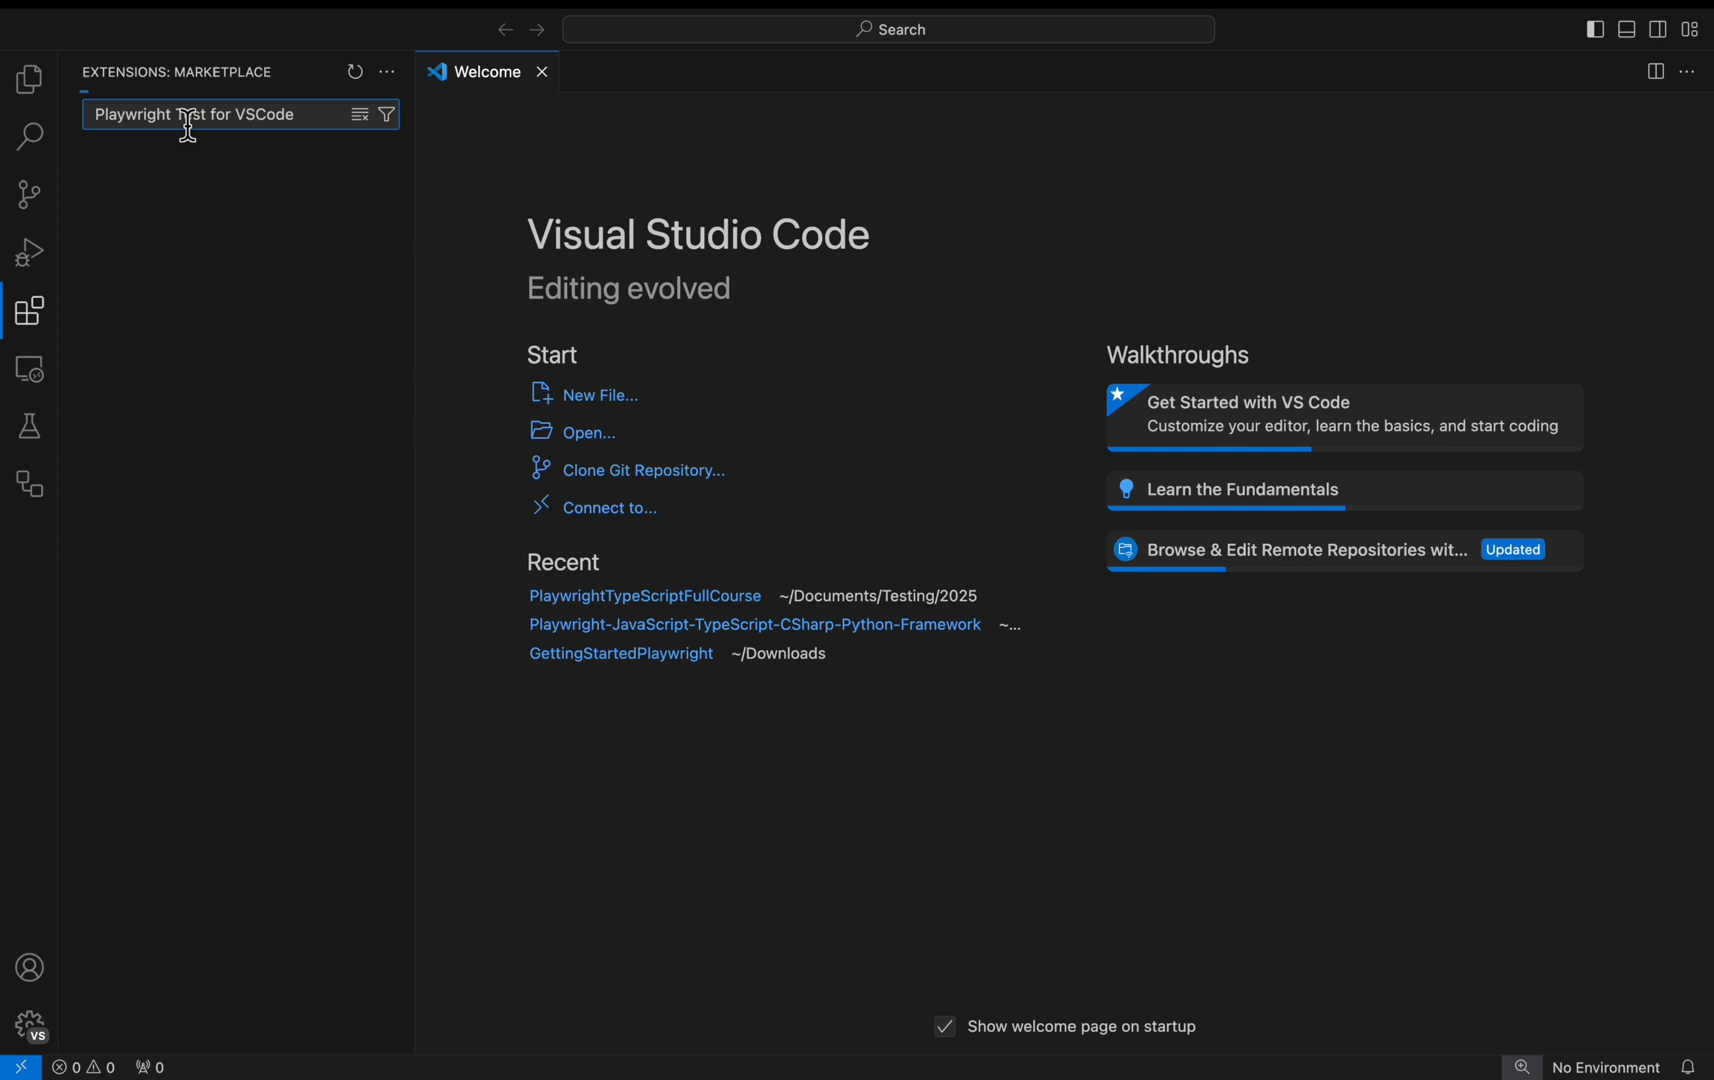 Search
EXTENSIONS: MARKETPLACE
Welcome
Playwright Test for VSCode
Visual Studio Code
Editing evolved
Start
New File...
Open...
Clone Git Repository...
Connect to...
Recent
PlaywrightTypeScriptFullCourse ~/Documents/Testing/2025
Playwright-JavaScript-TypeScript-CSharp-Python-Framework ~...
GettingStartedPlaywright ~/Downloads
Walkthroughs
Get Started with VS Code
Customize your editor, learn the basics, and start coding
Learn the Fundamentals
Browse & Edit Remote Repositories wit... Updated
Show welcome page on startup
VS
0 0 0
No Environment